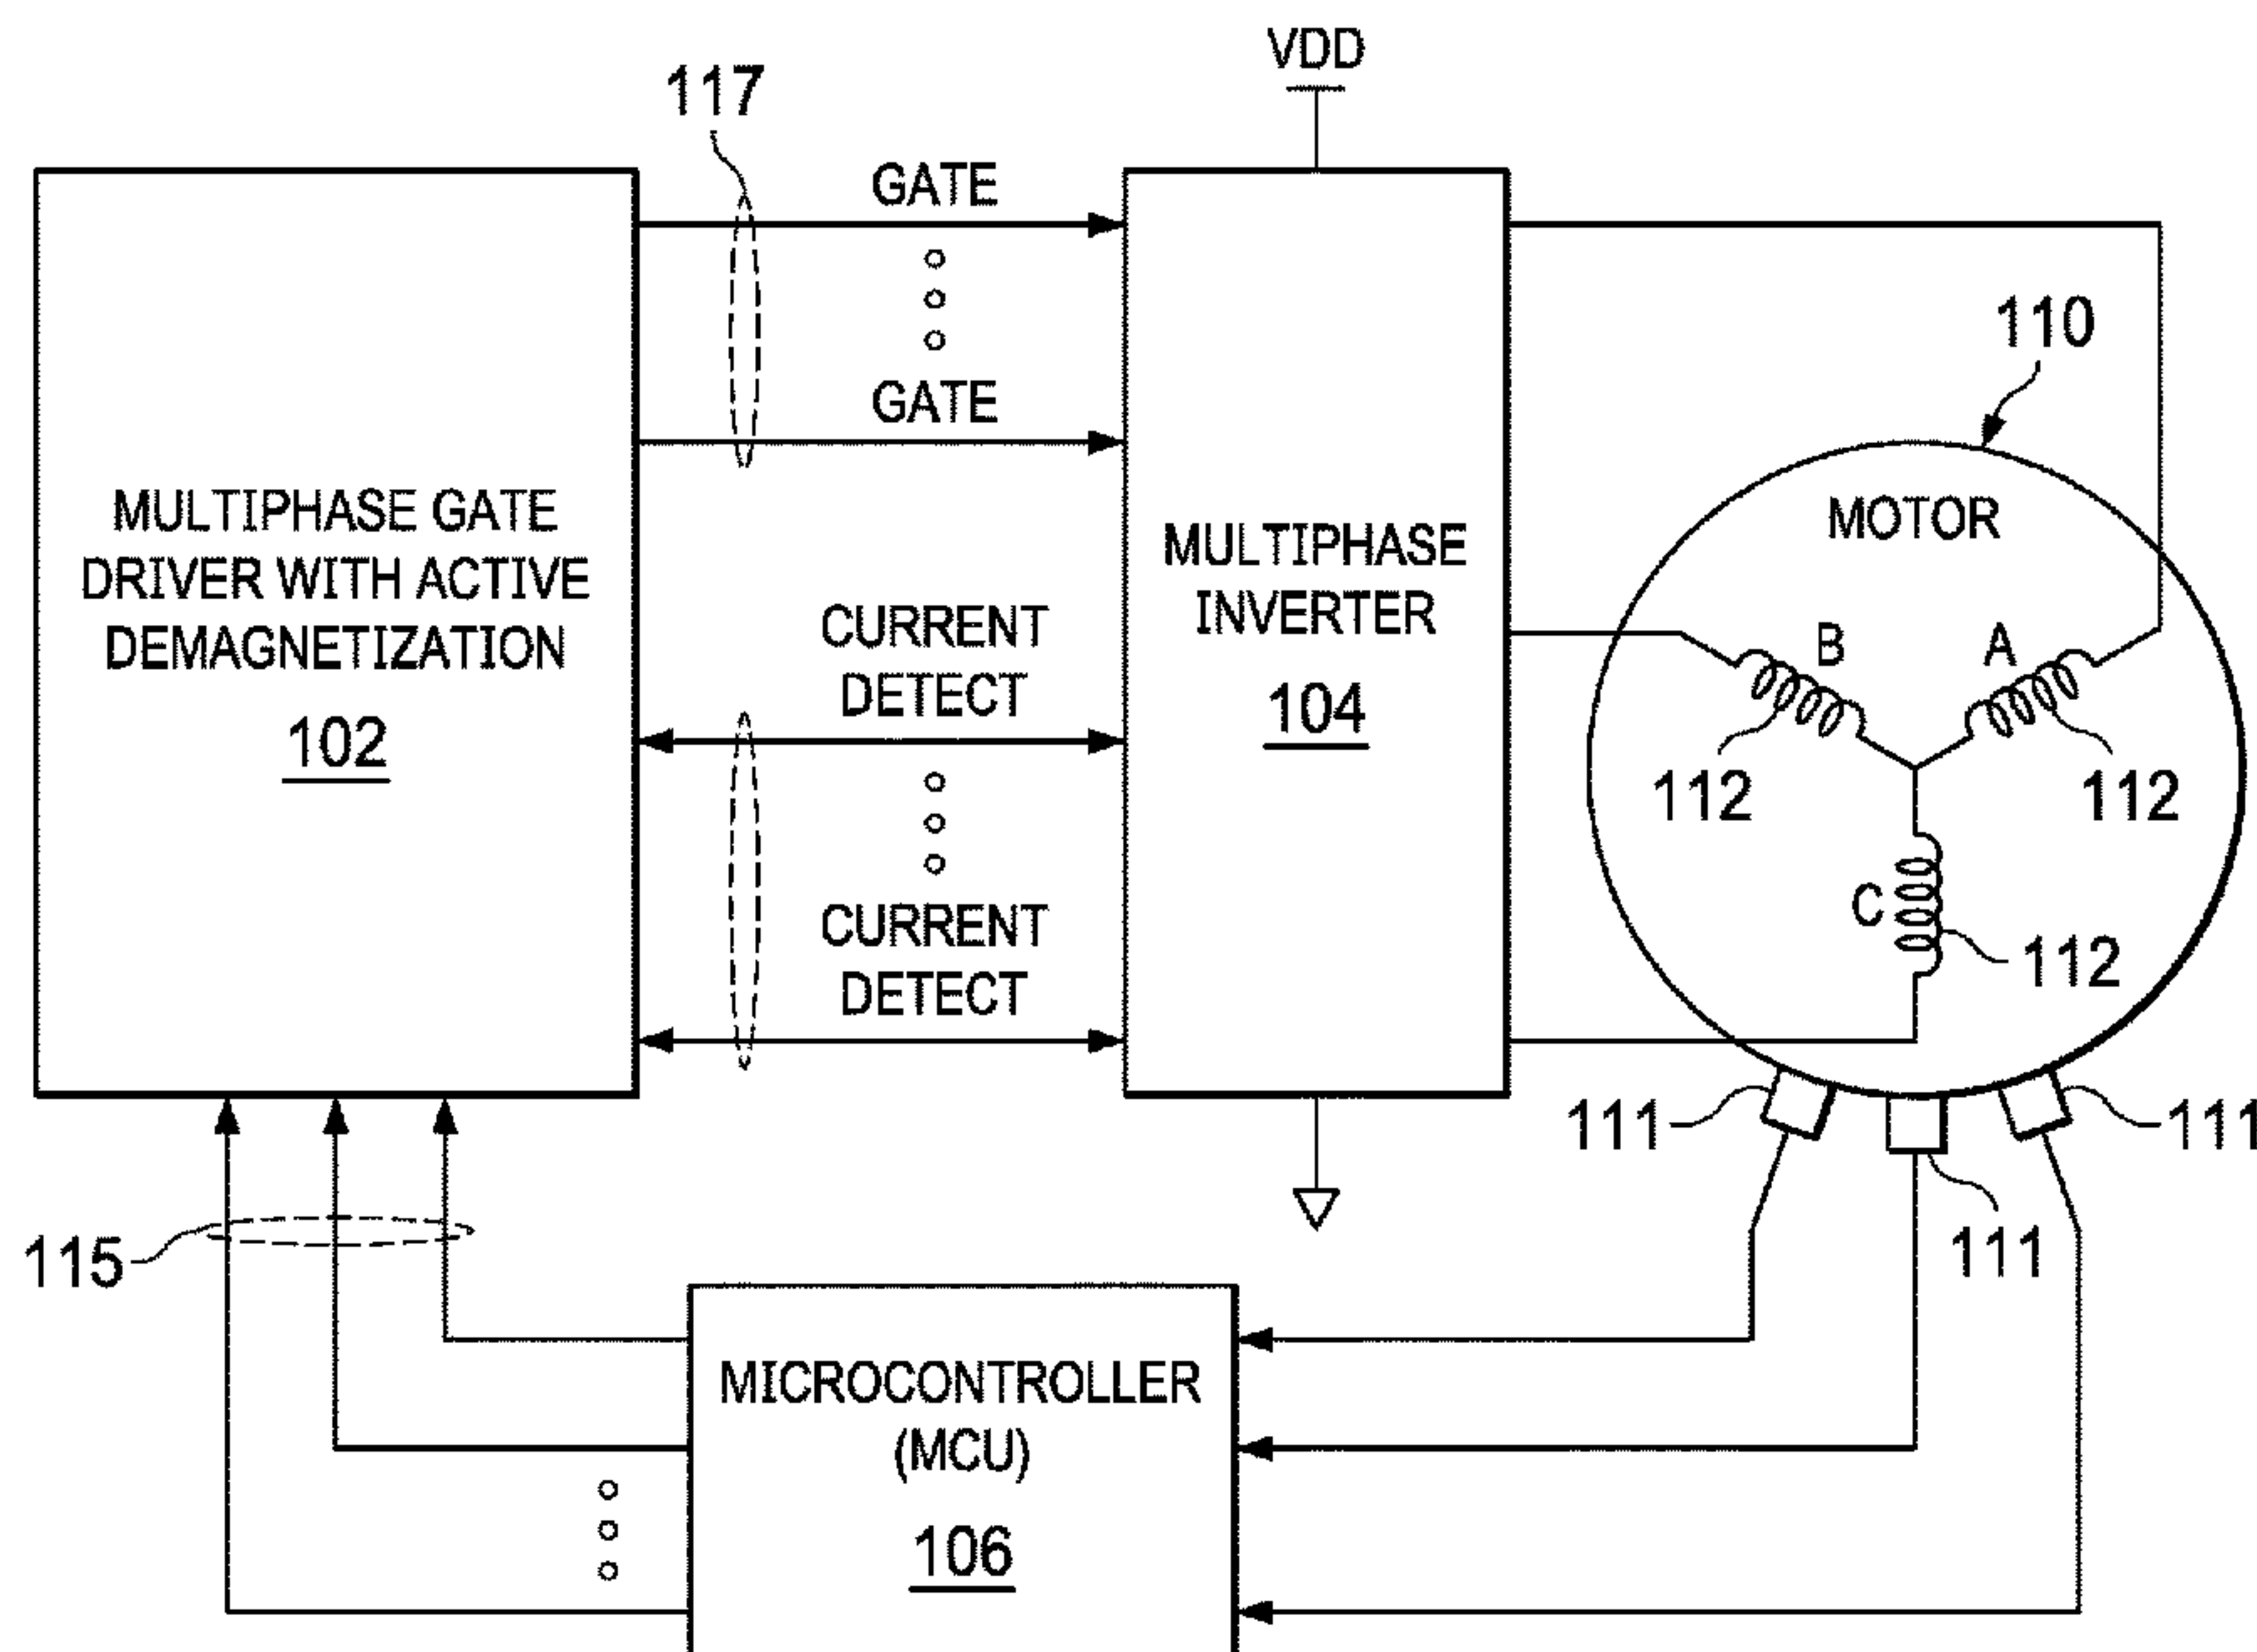 VDD
117
GATE
GATE
110
MOTOR
MULTIPHASE GATE
DRIVER WITH ACTIVE
DEMAGNETIZATION
102
CURRENT
DETECT
CURRENT
DETECT
MULTIPHASE
INVERTER
104
B
A
112
112
C
112
111
111
111
115
MICROCONTROLLER
(MCU)
106